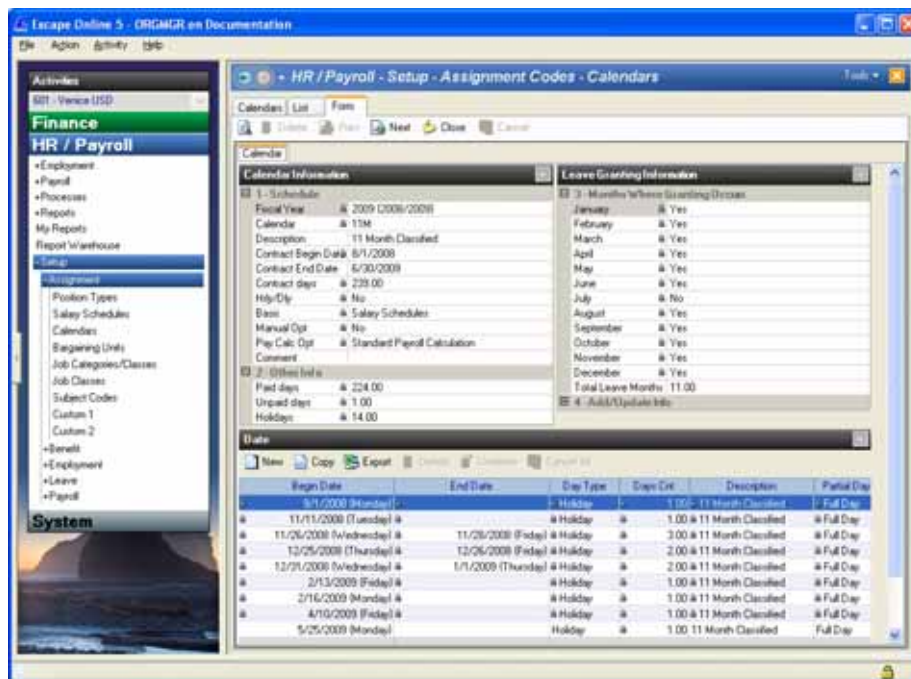 Escape Online 5 - ORGMGR on Documentation
File Action Activity Help
Activities
601 - Venice USD
Finance
HR / Payroll
+Employment
+Payroll
+Processes
+Reports
My Reports
Report Warehouse
-Setup
-Assignment
Position Types
Salary Schedules
Calendars
Bargaining Units
Job Categories/Classes
Job Classes
Subject Codes
Custom 1
Custom 2
+Benefit
+Employment
+Leave
+Payroll
System
HR / Payroll - Setup - Assignment Codes - Calendars
Tools
Calendars List Form
Delete Prev Next Close Cancel
Calendar
Calendar Information
1 - Schedule
Fiscal Year 2009 (2008/2009)
Calendar 11M
Description 11 Month Classified
Contract Begin Date 8/1/2008
Contract End Date 6/30/2009
Contract days 239.00
Hrly/Dly No
Basis Salary Schedules
Manual Opt No
Pay Calc Opt Standard Payroll Calculation
Comment
2 - Other Info
Paid days 224.00
Unpaid days 1.00
Holidays 14.00
Leave Granting Information
3 - Months Where Granting Occurs
January Yes
February Yes
March Yes
April Yes
May Yes
June Yes
July No
August Yes
September Yes
October Yes
November Yes
December Yes
Total Leave Months 11.00
4 - Add/Update Info
Date
New Copy Export Delete Cancel All
Begin Date End Date Day Type Days Cnt Description Partial Day
9/1/2008 (Monday) Holiday 1.00 11 Month Classified Full Day
11/11/2008 (Tuesday) Holiday 1.00 11 Month Classified Full Day
11/26/2008 (Wednesday) 11/28/2008 (Friday) Holiday 3.00 11 Month Classified Full Day
12/25/2008 (Thursday) 12/26/2008 (Friday) Holiday 2.00 11 Month Classified Full Day
12/31/2008 (Wednesday) 1/1/2009 (Thursday) Holiday 2.00 11 Month Classified Full Day
2/13/2009 (Friday) Holiday 1.00 11 Month Classified Full Day
2/16/2009 (Monday) Holiday 1.00 11 Month Classified Full Day
4/10/2009 (Friday) Holiday 1.00 11 Month Classified Full Day
5/25/2009 (Monday) Holiday 1.00 11 Month Classified Full Day